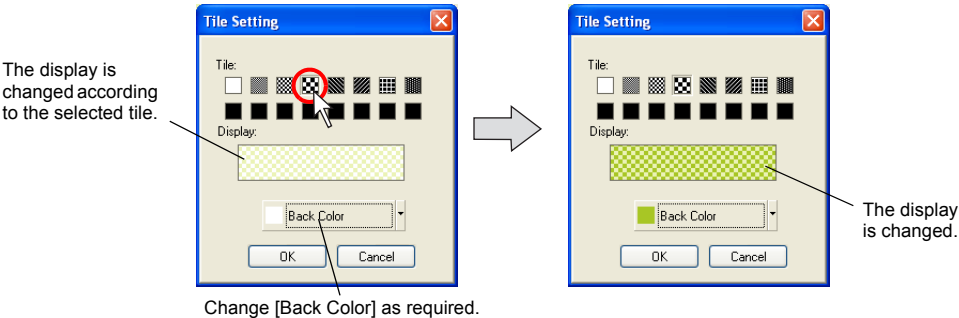 Tile Setting
Tile:
The display is
changed according
to the selected tile.
Display:
Back Color
OK Cancel
Change [Back Color] as required.
Tile Setting
Tile:
Display:
Back Color
OK Cancel
The display
is changed.